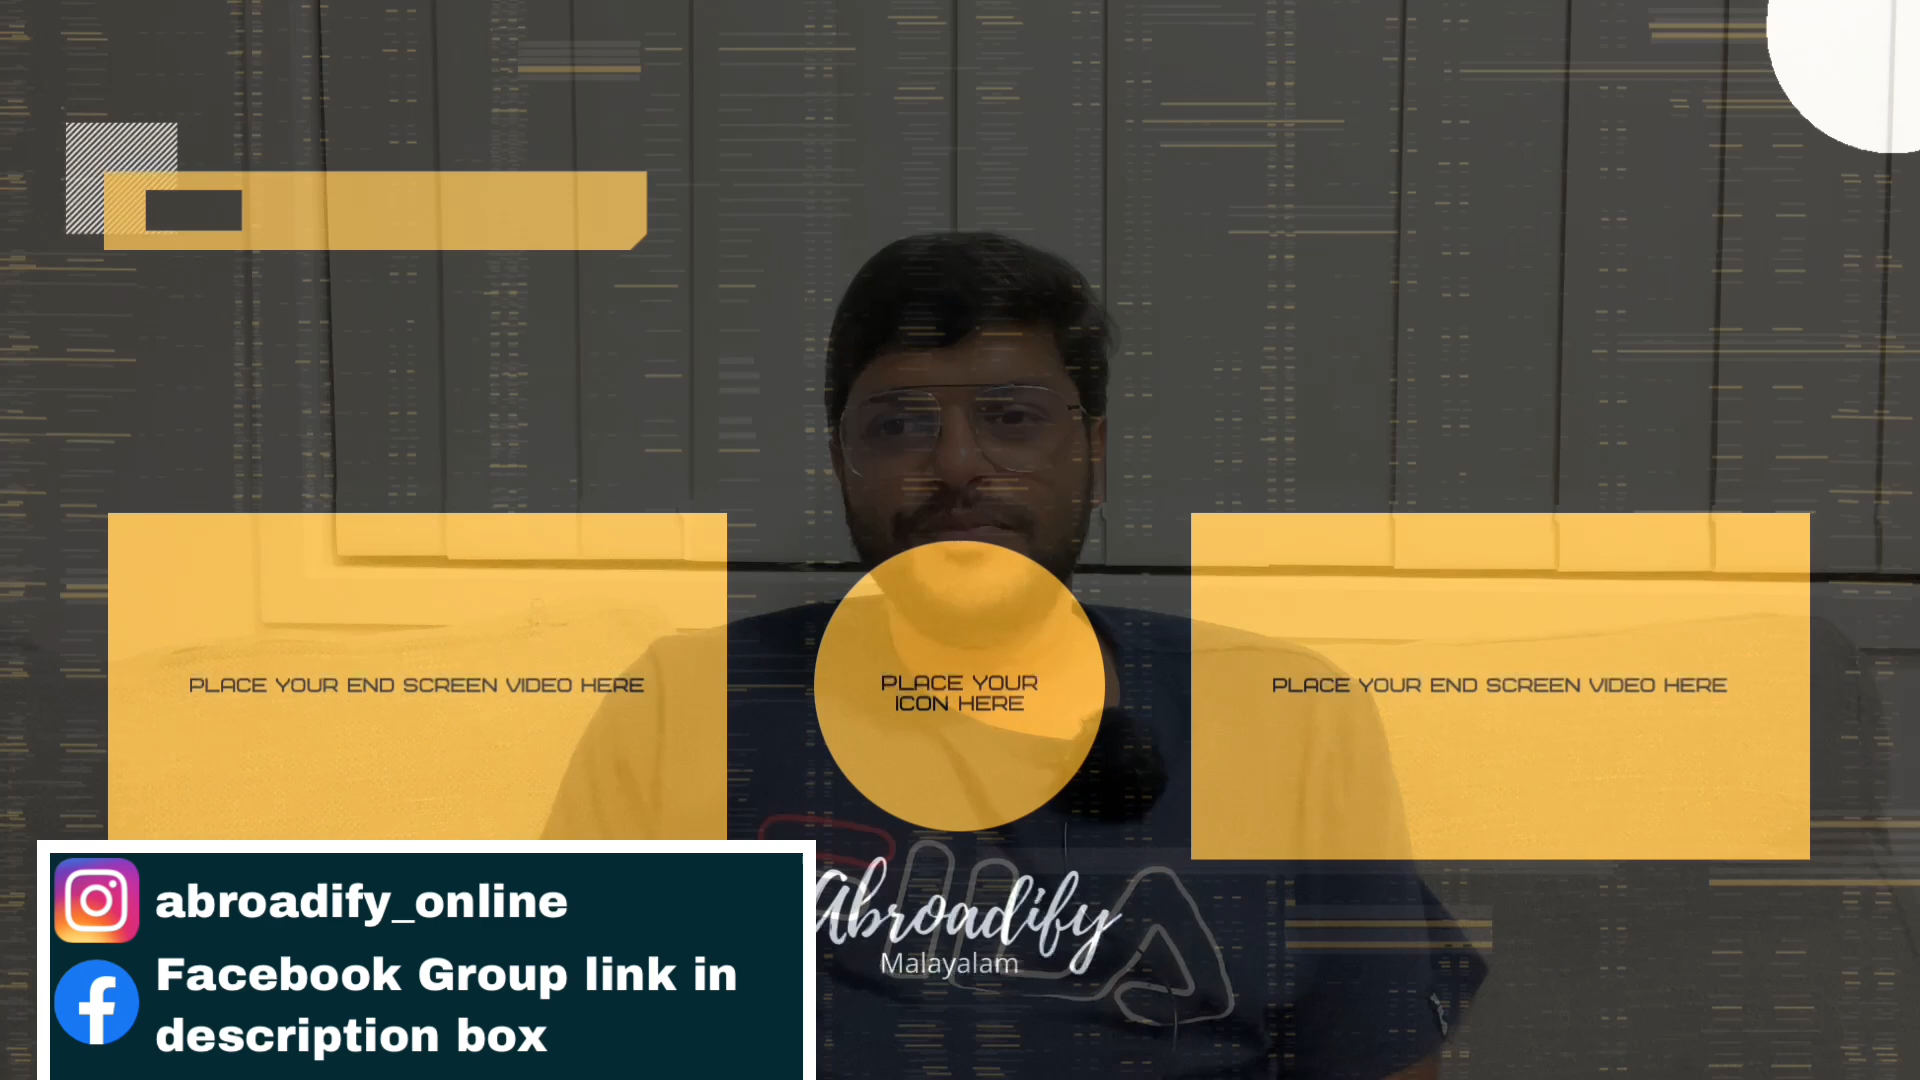 PLACE YOUR END SCREEN VIDEO HERE
PLACE YOUR
ICON HERE
PLACE YOUR END SCREEN VIDEO HERE
Abroadify
Malayalam
abroadify_online
Facebook Group link in
description box